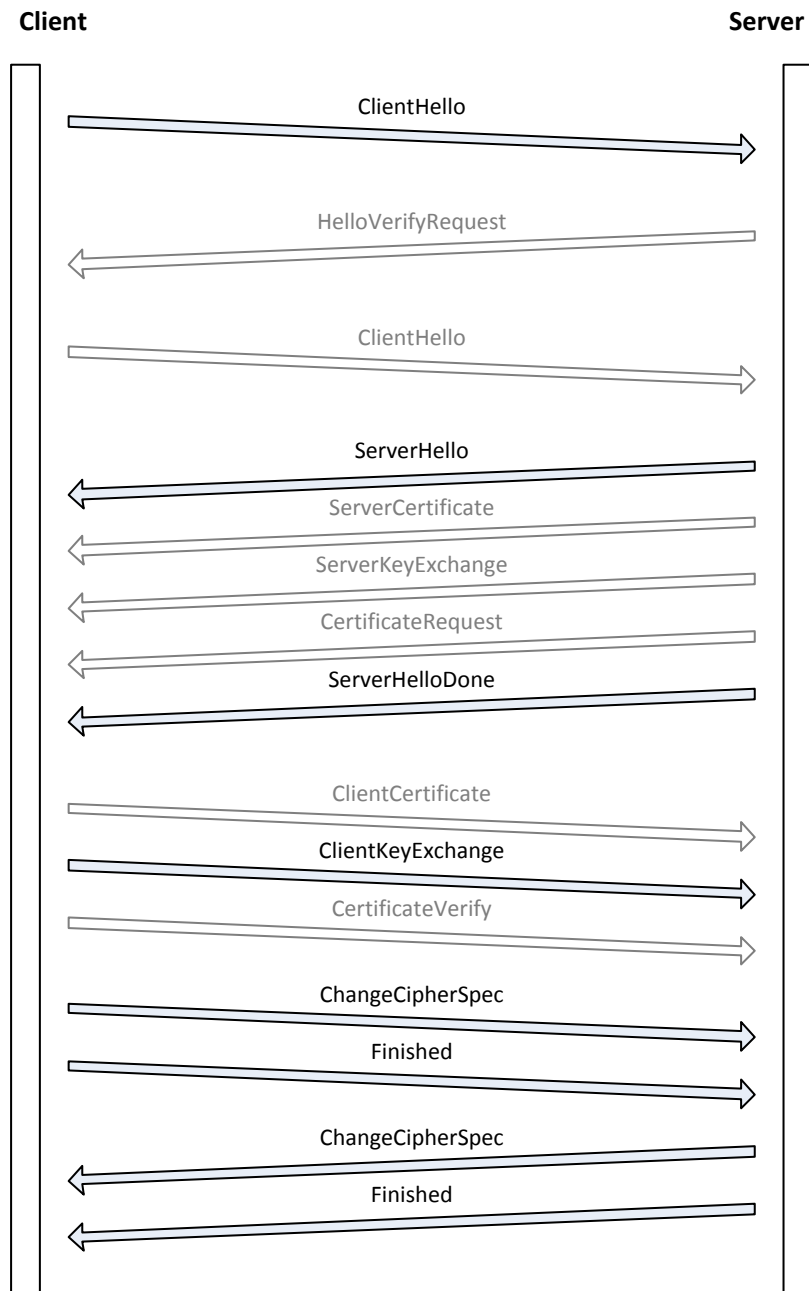 Client
Server
ClientHello
HelloVerifyRequest
ClientHello
ServerHello
ServerCertificate
ServerKeyExchange
CertificateRequest
ServerHelloDone
ClientCertificate
ClientKeyExchange
CertificateVerify
ChangeCipherSpec
Finished
ChangeCipherSpec
Finished